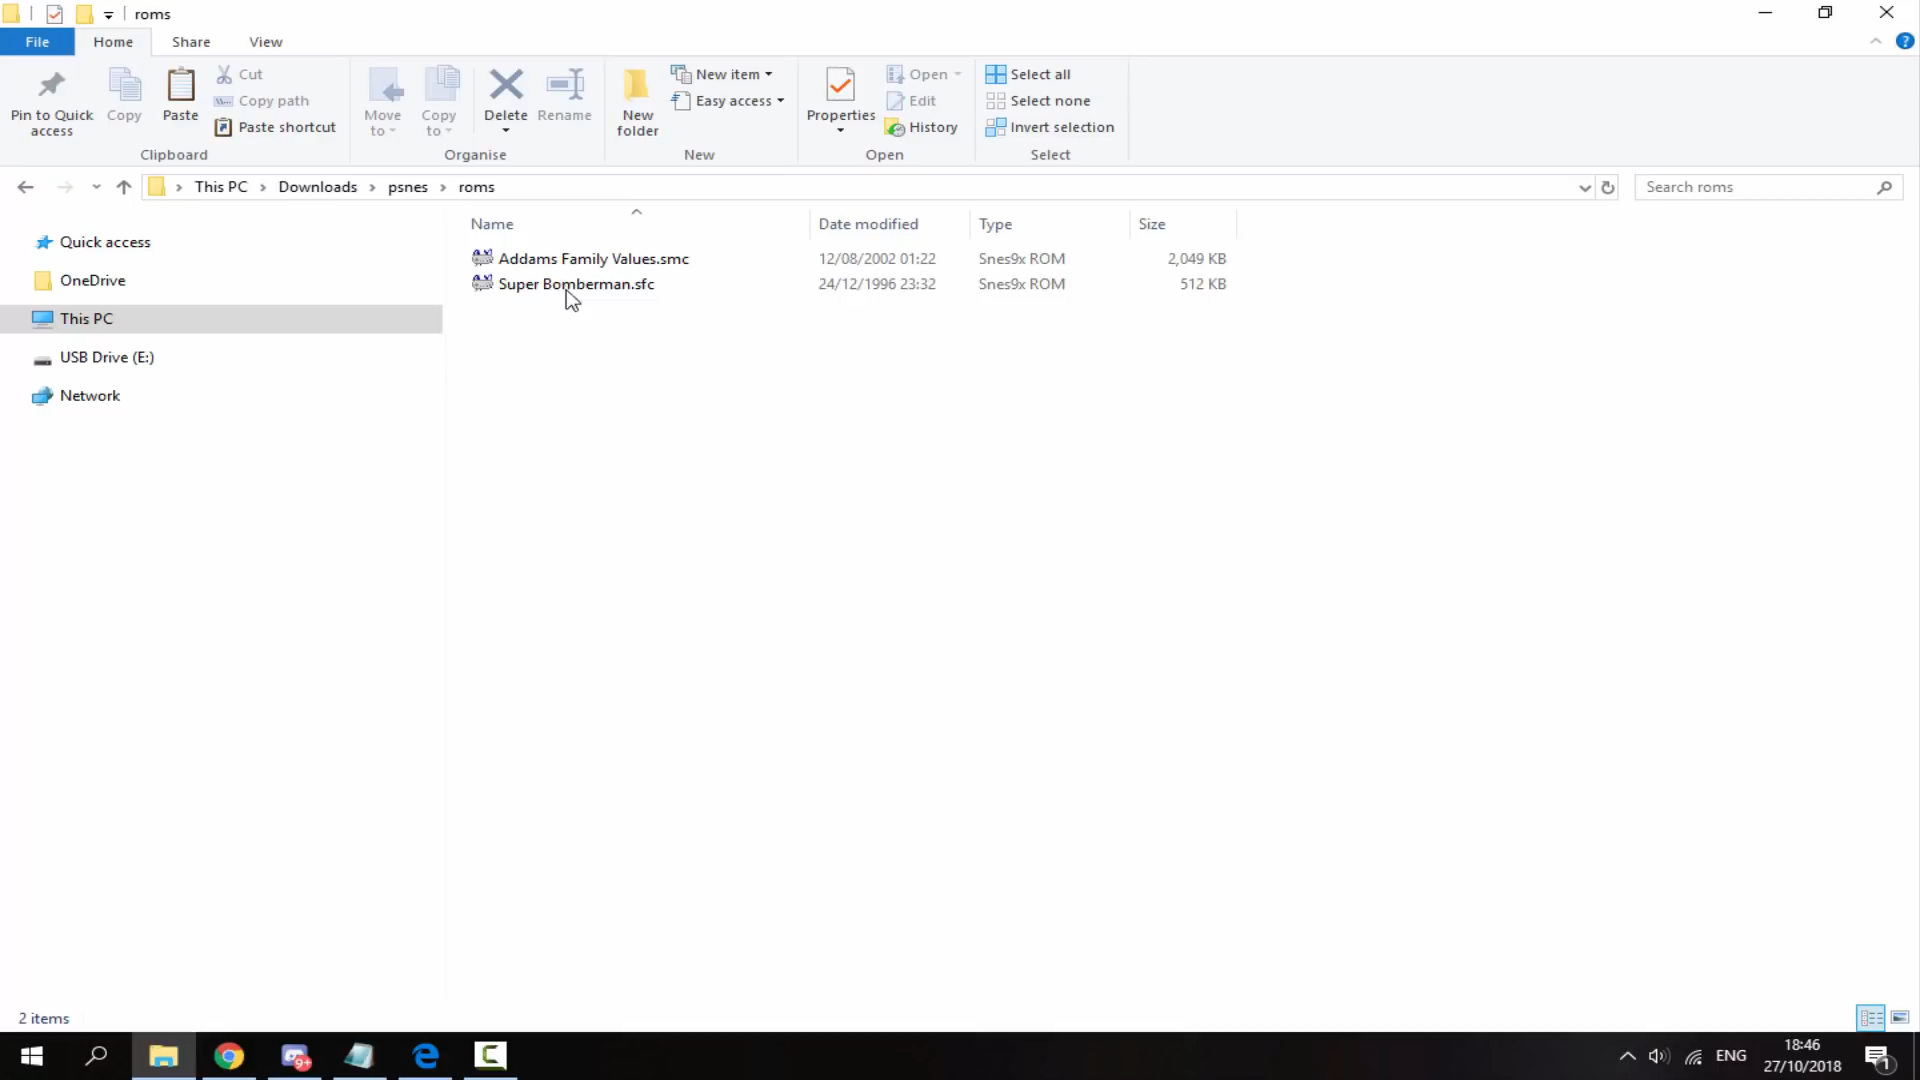 roms
File Home Share View
Pin to Quick access
Copy
Paste
Cut
Copy path
Paste shortcut
Clipboard
Move to
Copy to
Delete
Rename
Organise
New folder
New item
Easy access
New
Properties
Open
Edit
History
Open
Select all
Select none
Invert selection
Select
This PC > Downloads > psnes > roms
Search roms
Quick access
OneDrive
This PC
USB Drive (E:)
Network
Name Date modified Type Size
Addams Family Values.smc 12/08/2002 01:22 Snes9x ROM 2,049 KB
Super Bomberman.sfc 24/12/1996 23:32 Snes9x ROM 512 KB
2 items
9+
ENG
18:46
27/10/2018
1